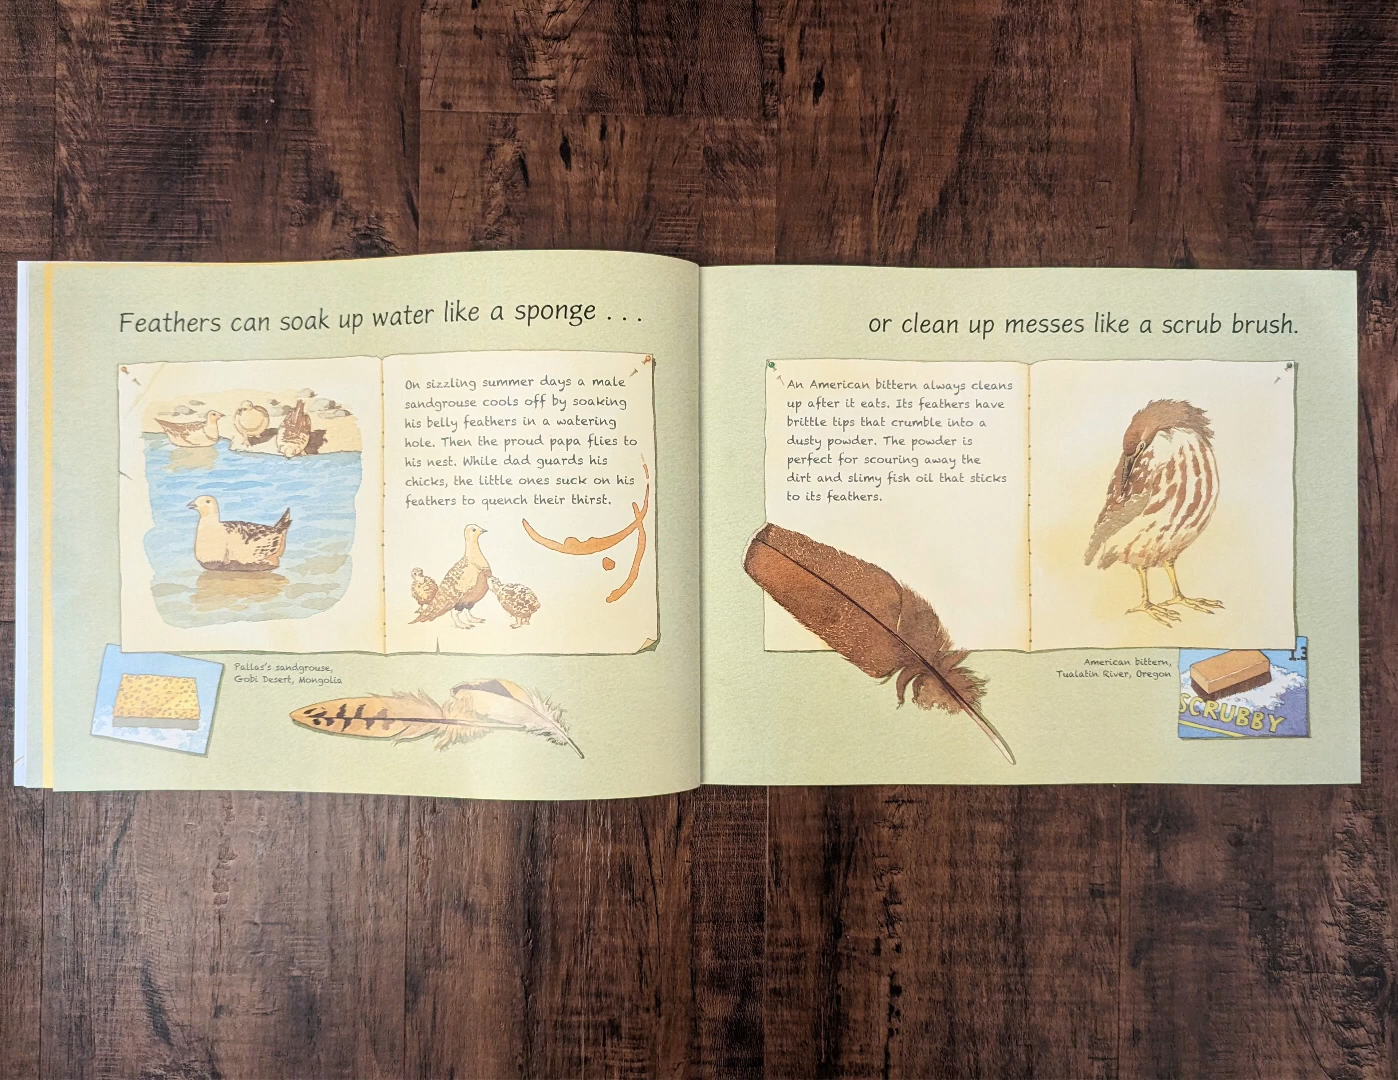 Feathers can soak up water like a sponge . . .
On sizzling summer days a male
sandgrouse cools off by soaking
his belly feathers in a watering
hole. Then the proud papa flies to
his nest. While dad guards his
chicks, the little ones suck on his
feathers to quench their thirst.
Pallas's sandgrouse,
Gobi Desert, Mongolia
or clean up messes like a scrub brush.
An American bittern always cleans
up after it eats. Its feathers have
brittle tips that crumble into a
dusty powder. The powder is
perfect for scouring away the
dirt and slimy fish oil that sticks
to its feathers.
American bittern,
Tualatin River, Oregon
1.3
SCRUBBY